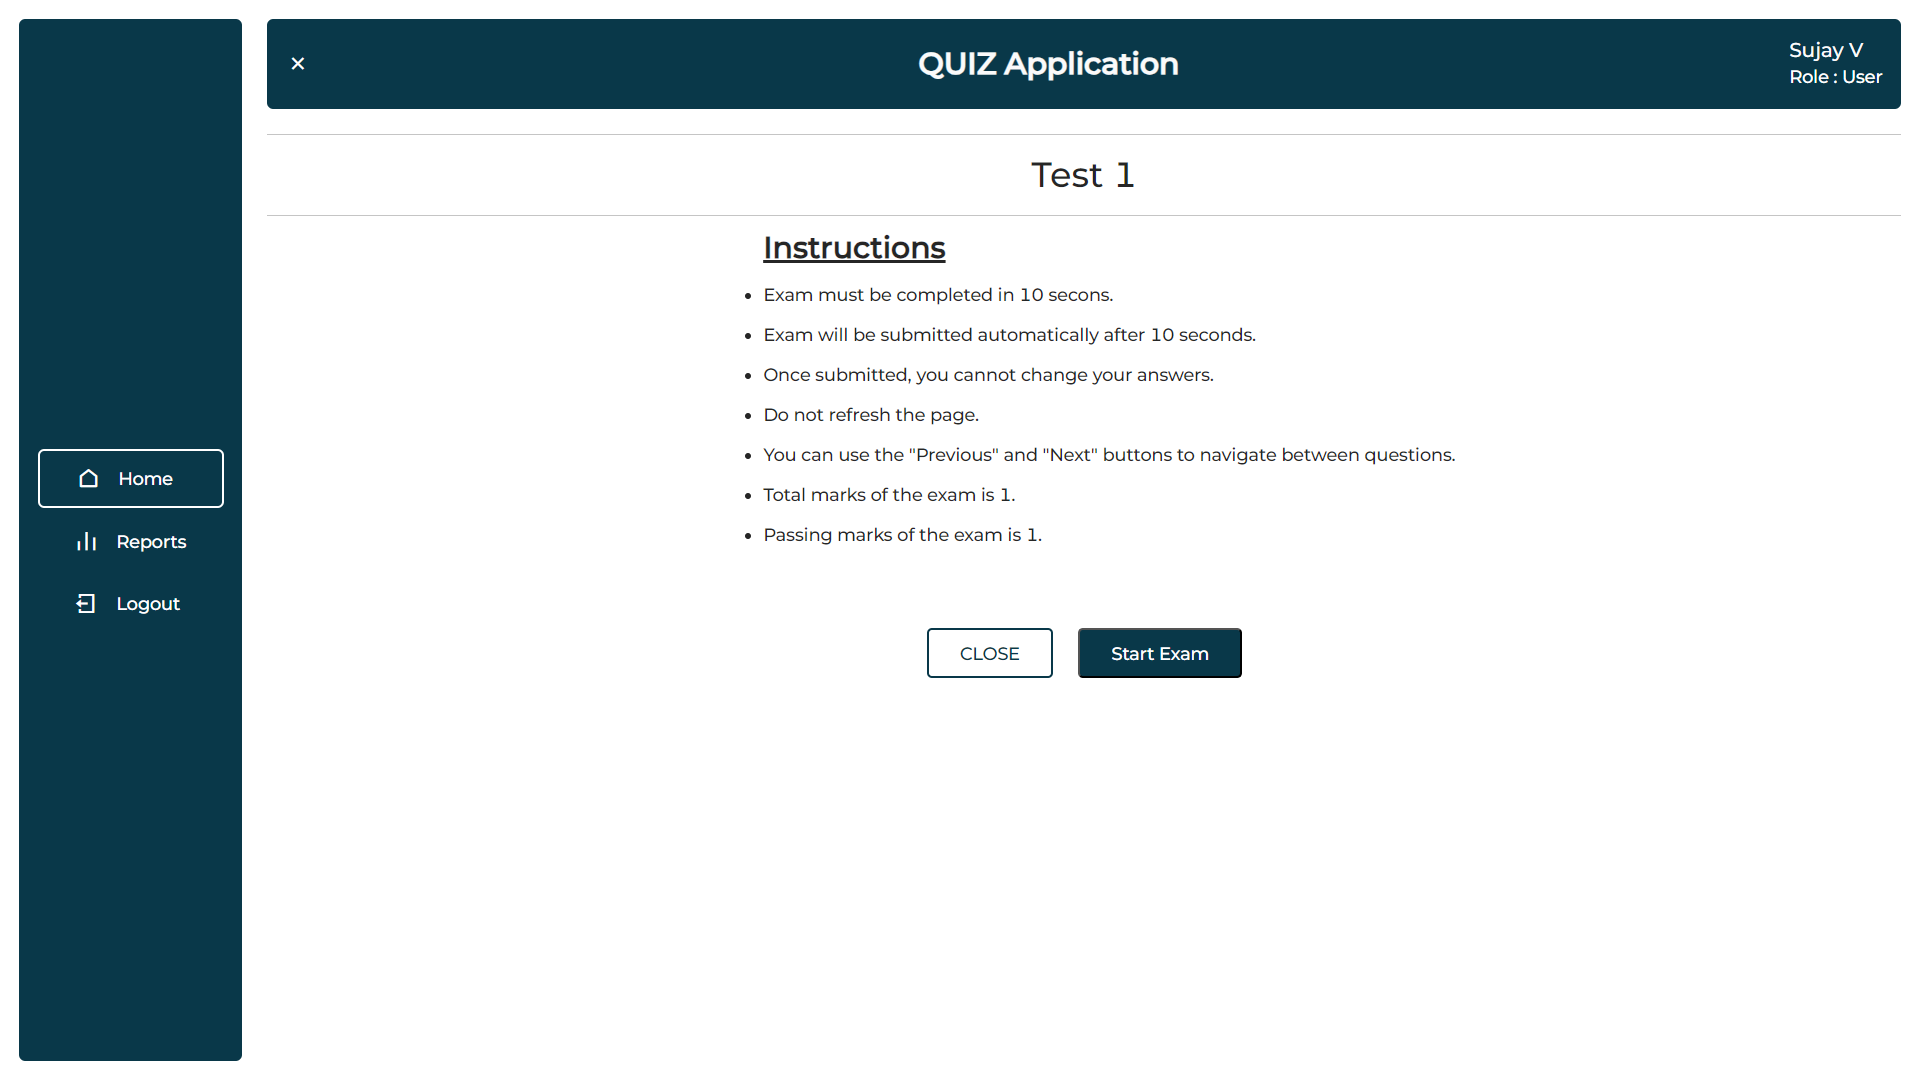 QUIZ Application
Sujay V
Role : User
Home
Reports
Logout
Test 1
Instructions
Exam must be completed in 10 secons.
Exam will be submitted automatically after 10 seconds.
Once submitted, you cannot change your answers.
Do not refresh the page.
You can use the "Previous" and "Next" buttons to navigate between questions.
Total marks of the exam is 1.
Passing marks of the exam is 1.
CLOSE
Start Exam